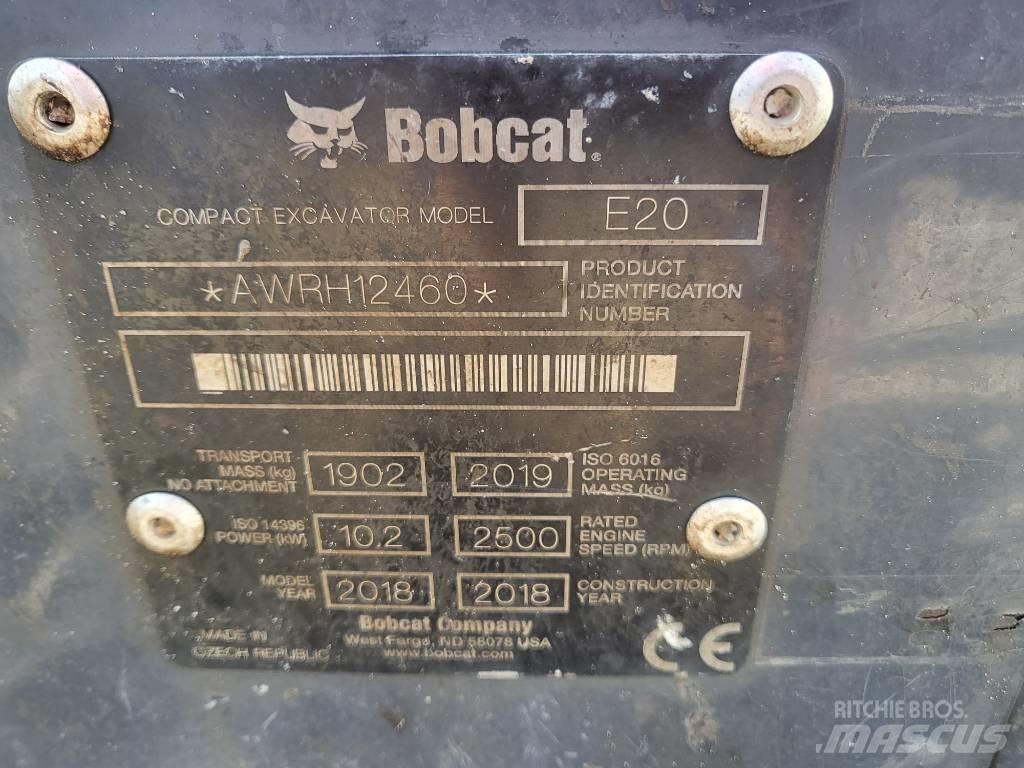 Bobcat®
COMPACT EXCAVATOR MODEL E20
*AWRH12460* PRODUCT
IDENTIFICATION
NUMBER
TRANSPORT
MASS (kg)
NO ATTACHMENT
1902 2019
ISO 6016
OPERATING
MASS (kg)
ISO 14396
POWER (kW)
10.2 2500
RATED
ENGINE
SPEED (RPM)
MODEL
YEAR
2018 2018
CONSTRUCTION
YEAR
Bobcat Company
West Fargo, ND 58078 USA
www.bobcat.com
MADE IN
CZECH REPUBLIC
CE
RITCHIE BROS.
MASCUS